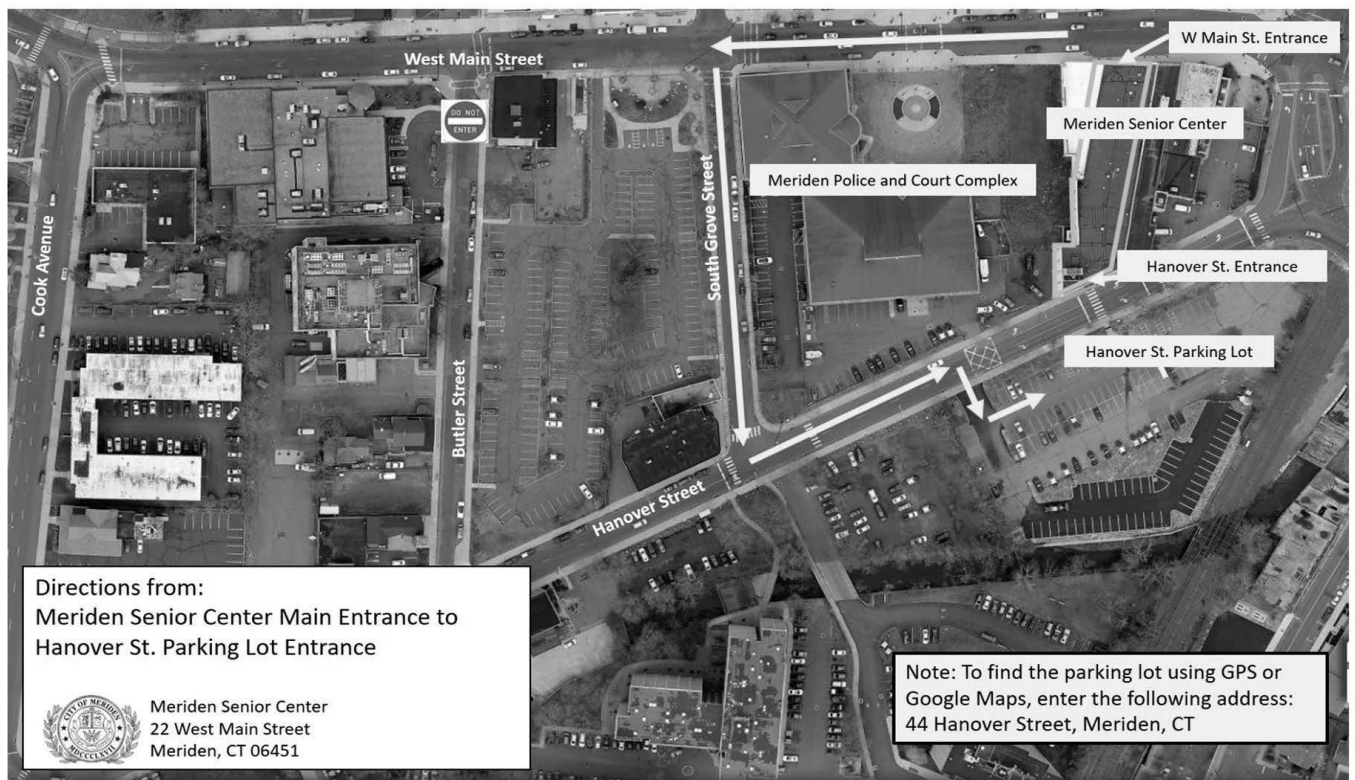 West Main Street
W Main St. Entrance
DO NOT
ENTER
Meriden Senior Center
Meriden Police and Court Complex
Cook Avenue
South Grove Street
Hanover St. Entrance
Hanover St. Parking Lot
Butler Street
Hanover Street
Directions from:
Meriden Senior Center Main Entrance to
Hanover St. Parking Lot Entrance
CITY OF MERIDEN
MDCCCLXVII
Meriden Senior Center
22 West Main Street
Meriden, CT 06451
Note: To find the parking lot using GPS or
Google Maps, enter the following address:
44 Hanover Street, Meriden, CT